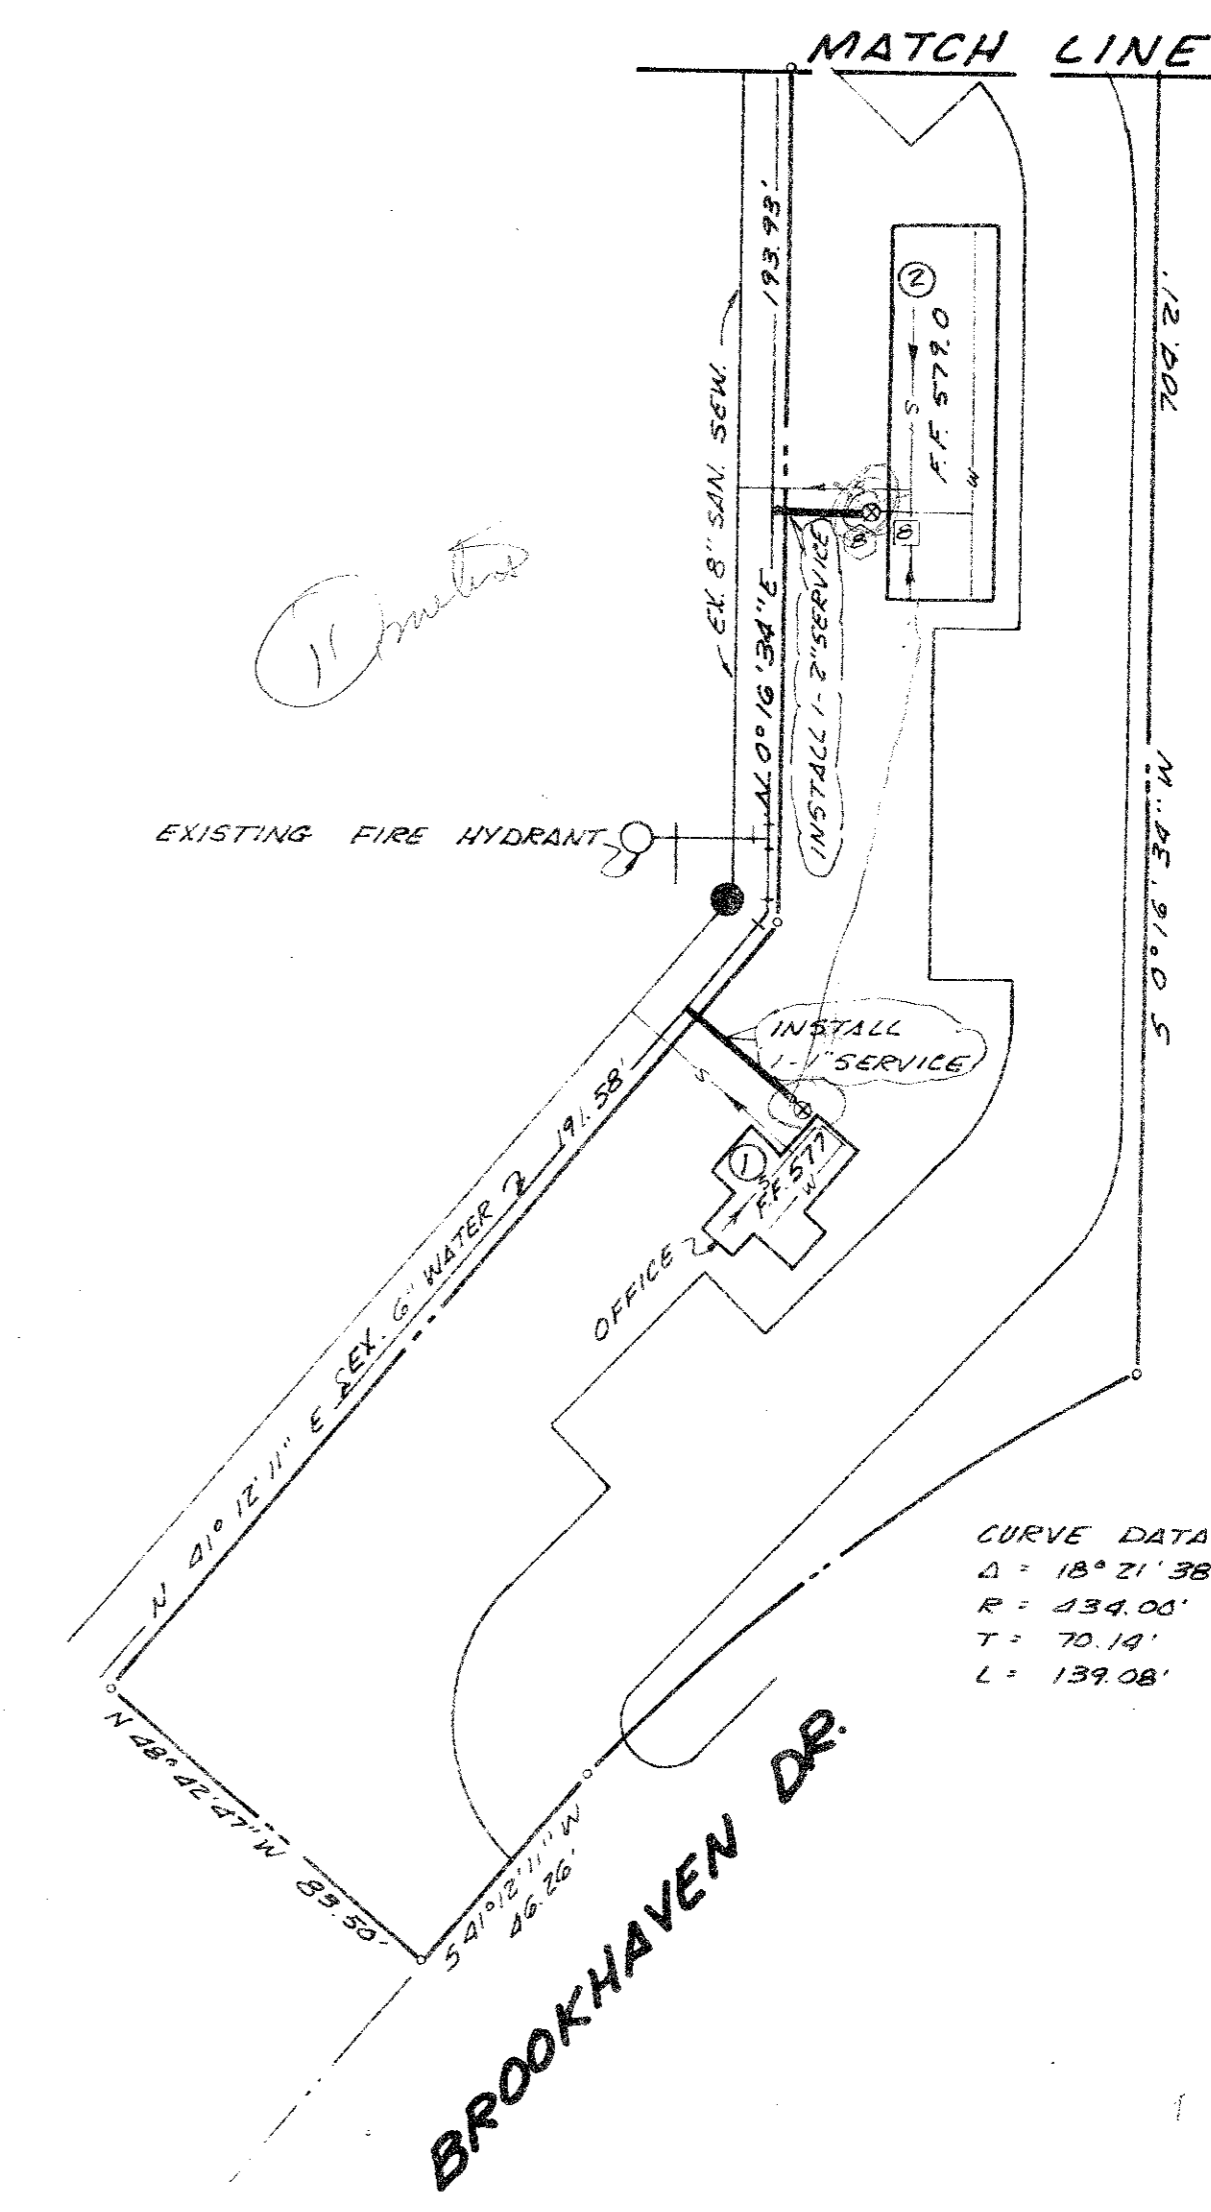 MATCH LINE
193.93'
EX. 8" SAN. SEW.
N. 0° 16' 34" E
2
S
F.F. 579.0
W
S
8
8
INSTALL 1-2" SERVICE
704.21'
S 0° 16' 34" W
11
EXISTING FIRE HYDRANT
INSTALL
1-1" SERVICE
S
1
S
F.F. 577
W
OFFICE
191.58'
EX. 6" WATER
N 41° 12' 11" E
CURVE DATA
Δ = 18° 21' 38
R = 434.00'
T = 70.14'
L = 139.08'
N 48° 42' 47" W
83.50'
S 41° 12' 11" W
46.26'
BROOKHAVEN DR.